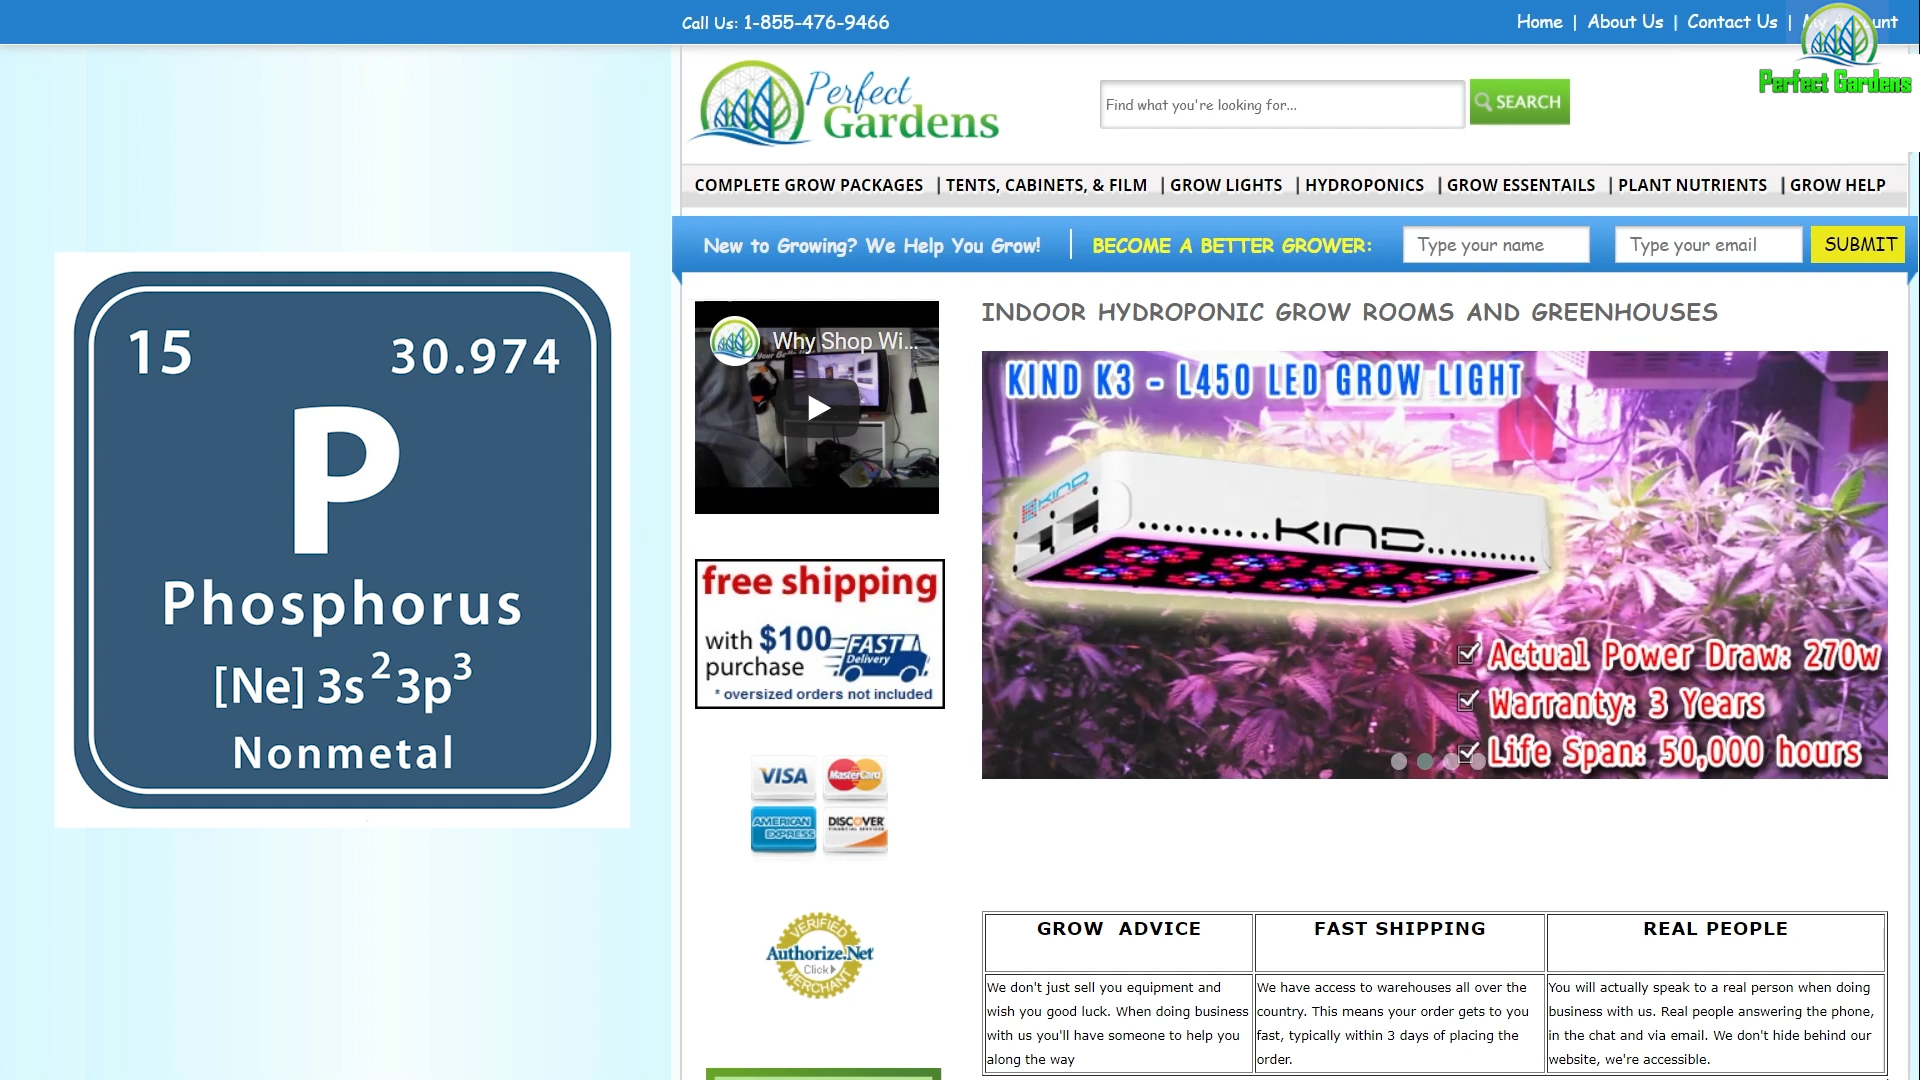 Call Us: 1-855-476-9466
Home | About Us | Contact Us |
Perfect Gardens
Perfect
Gardens
Find what you're looking for...
SEARCH
COMPLETE GROW PACKAGES | TENTS, CABINETS, & FILM | GROW LIGHTS | HYDROPONICS | GROW ESSENTAILS | PLANT NUTRIENTS | GROW HELP
New to Growing? We Help You Grow! | BECOME A BETTER GROWER: Type your name Type your email SUBMIT
15 30.974
P
Phosphorus
[Ne] 3s² 3p³
Nonmetal
Why Shop Wi...
free shipping
with $100
purchase
FAST
Delivery
* oversized orders not included
VISA MasterCard
AMERICAN EXPRESS
DISCOVER
FINANCIAL SERVICES
VERIFIED
Authorize.Net
Click
MERCHANT
INDOOR HYDROPONIC GROW ROOMS AND GREENHOUSES
KIND K3 - L450 LED GROW LIGHT
KIND
KIND
Actual Power Draw: 270w
Warranty: 3 Years
Life Span: 50,000 hours
GROW ADVICE
We don't just sell you equipment and
wish you good luck. When doing business
with us you'll have someone to help you
along the way
FAST SHIPPING
We have access to warehouses all over the
country. This means your order gets to you
fast, typically within 3 days of placing the
order.
REAL PEOPLE
You will actually speak to a real person when doing
business with us. Real people answering the phone,
in the chat and via email. We don't hide behind our
website, we're accessible.